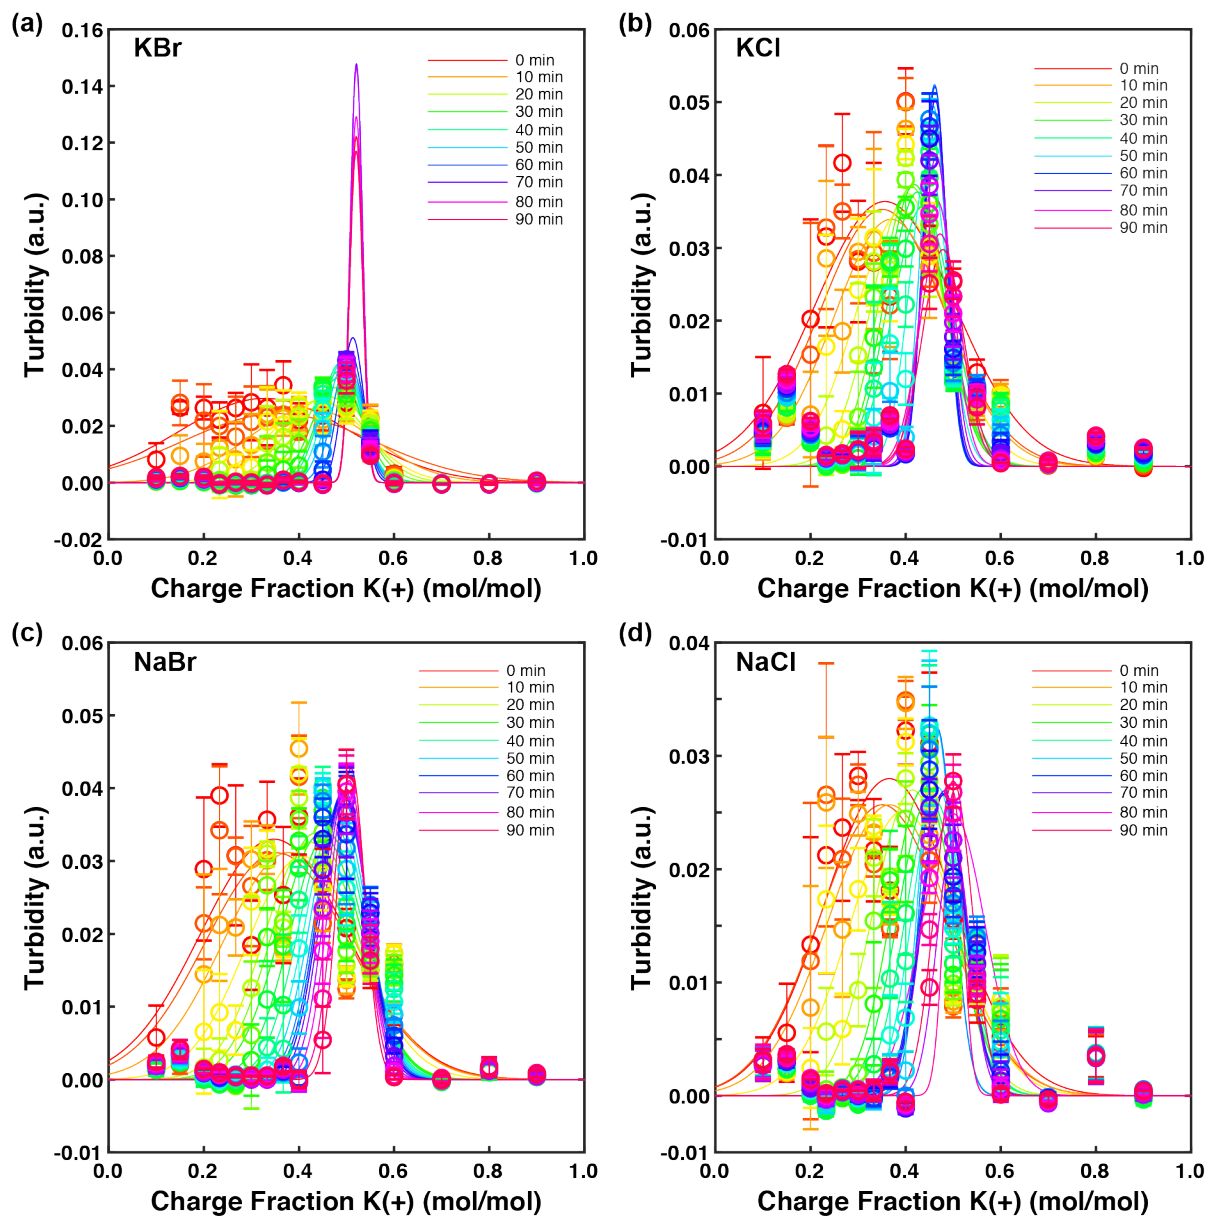 (a)
KBr
0.16
0.14
0.12
0.10
0.08
0.06
0.04
0.02
0.00
-0.02
Turbidity (a.u.)
0 min
10 min
20 min
30 min
40 min
50 min
60 min
70 min
80 min
90 min
0.0 0.2 0.4 0.6 0.8 1.0
Charge Fraction K(+) (mol/mol)
(b)
KCl
0.06
0.05
0.04
0.03
0.02
0.01
0.00
-0.01
Turbidity (a.u.)
0 min
10 min
20 min
30 min
40 min
50 min
60 min
70 min
80 min
90 min
0.0 0.2 0.4 0.6 0.8 1.0
Charge Fraction K(+) (mol/mol)
(c)
NaBr
0.06
0.05
0.04
0.03
0.02
0.01
0.00
-0.01
Turbidity (a.u.)
0 min
10 min
20 min
30 min
40 min
50 min
60 min
70 min
80 min
90 min
0.0 0.2 0.4 0.6 0.8 1.0
Charge Fraction K(+) (mol/mol)
(d)
NaCl
0.04
0.03
0.02
0.01
0.00
-0.01
Turbidity (a.u.)
0 min
10 min
20 min
30 min
40 min
50 min
60 min
70 min
80 min
90 min
0.0 0.2 0.4 0.6 0.8 1.0
Charge Fraction K(+) (mol/mol)